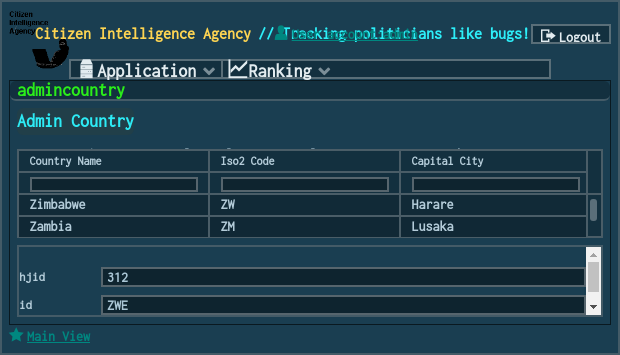 Citizen
Intelligence
Agency
Citizen Intelligence Agency // Tracking politicians like bugs!
Logout
Application Ranking
admincountry
Admin Country
Country Name Iso2 Code Capital City
Zimbabwe ZW Harare
Zambia ZM Lusaka
hjid 312
id ZWE
Main View